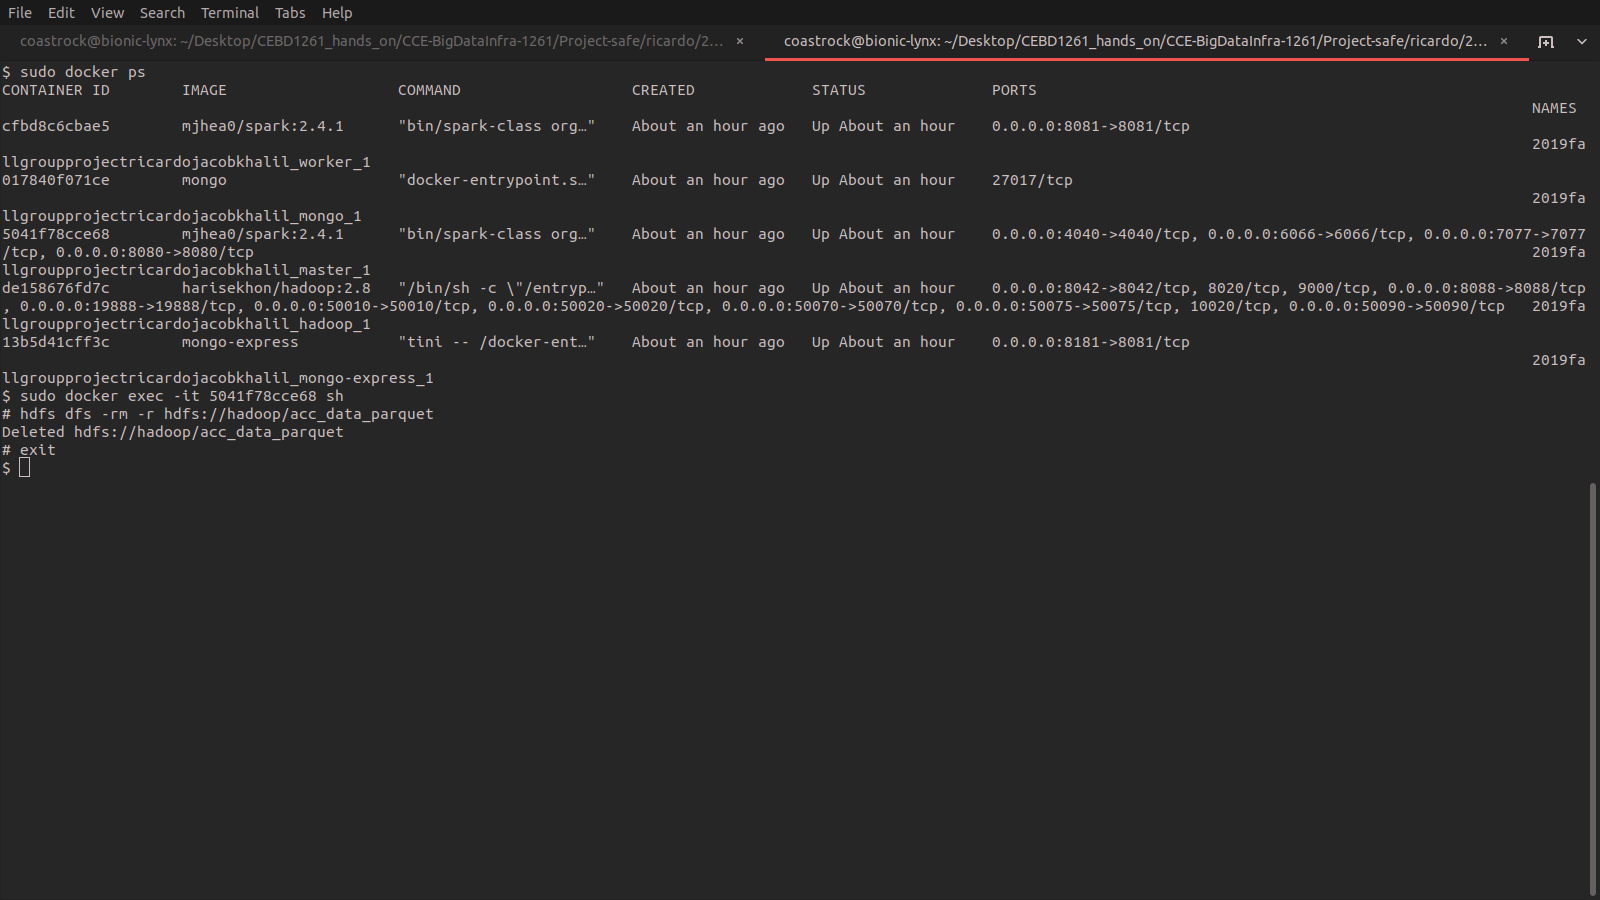 File Edit View Search Terminal Tabs Help
coastrock@bionic-lynx: ~/Desktop/CEBD1261_hands_on/CCE-BigDataInfra-1261/Project-safe/ricardo/2... × coastrock@bionic-lynx: ~/Desktop/CEBD1261_hands_on/CCE-BigDataInfra-1261/Project-safe/ricardo/2... ×
$ sudo docker ps
CONTAINER ID        IMAGE                   COMMAND                   CREATED             STATUS              PORTS
NAMES
cfbd8c6cbae5        mjhea0/spark:2.4.1      "bin/spark-class org…"    About an hour ago   Up About an hour    0.0.0.0:8081->8081/tcp
2019fa
llgroupprojectricardojacobkhalil_worker_1
017840f071ce        mongo                   "docker-entrypoint.s…"    About an hour ago   Up About an hour    27017/tcp
2019fa
llgroupprojectricardojacobkhalil_mongo_1
5041f78cce68        mjhea0/spark:2.4.1      "bin/spark-class org…"    About an hour ago   Up About an hour    0.0.0.0:4040->4040/tcp, 0.0.0.0:6066->6066/tcp, 0.0.0.0:7077->7077
/tcp, 0.0.0.0:8080->8080/tcp 2019fa
llgroupprojectricardojacobkhalil_master_1
de158676fd7c        harisekhon/hadoop:2.8   "/bin/sh -c \"/entryp…"   About an hour ago   Up About an hour    0.0.0.0:8042->8042/tcp, 8020/tcp, 9000/tcp, 0.0.0.0:8088->8088/tcp
, 0.0.0.0:19888->19888/tcp, 0.0.0.0:50010->50010/tcp, 0.0.0.0:50020->50020/tcp, 0.0.0.0:50070->50070/tcp, 0.0.0.0:50075->50075/tcp, 10020/tcp, 0.0.0.0:50090->50090/tcp   2019fa
llgroupprojectricardojacobkhalil_hadoop_1
13b5d41cff3c        mongo-express           "tini -- /docker-ent…"    About an hour ago   Up About an hour    0.0.0.0:8181->8081/tcp
2019fa
llgroupprojectricardojacobkhalil_mongo-express_1
$ sudo docker exec -it 5041f78cce68 sh
# hdfs dfs -rm -r hdfs://hadoop/acc_data_parquet
Deleted hdfs://hadoop/acc_data_parquet
# exit
$